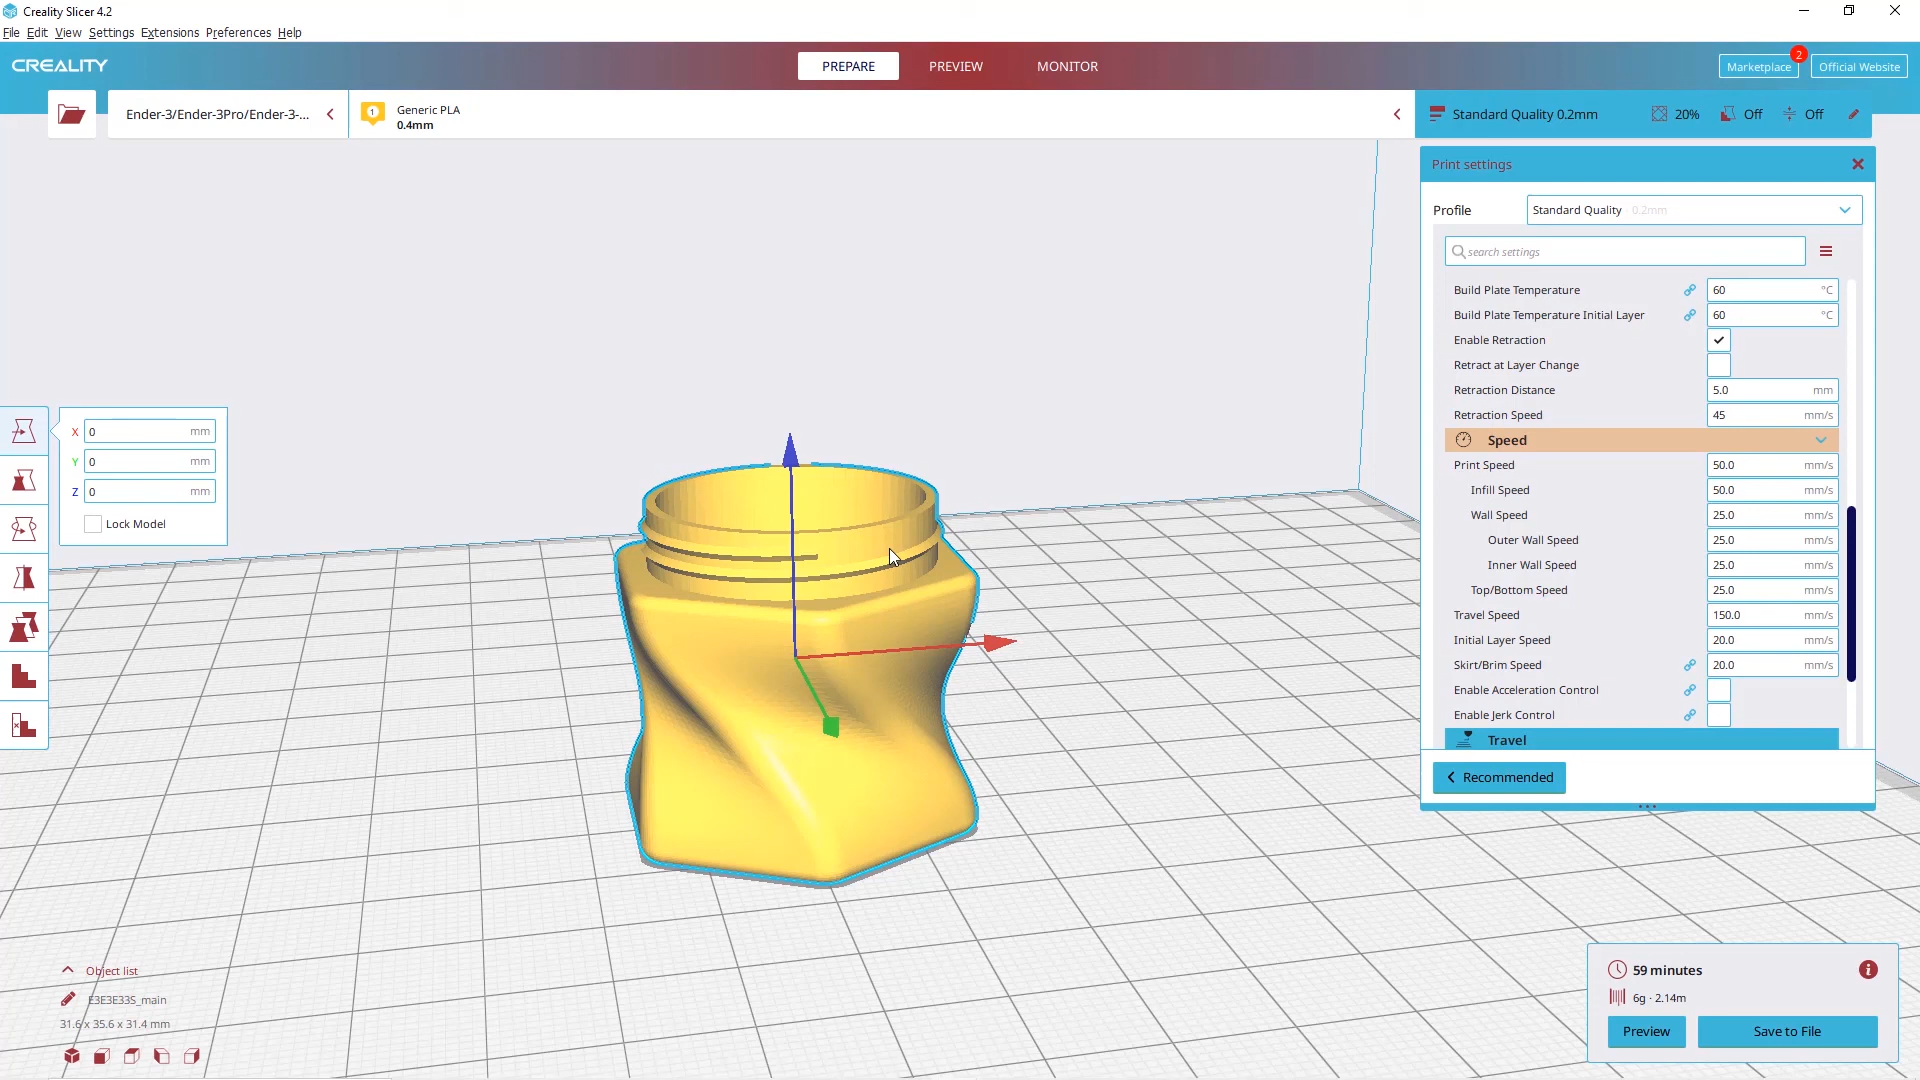 Creality Slicer 4.2
File Edit View Settings Extensions Preferences Help
CREALITY
PREPARE PREVIEW MONITOR
Marketplace 2 Official Website
Ender-3/Ender-3Pro/Ender-3-...
1 Generic PLA
0.4mm
Standard Quality 0.2mm 20% Off Off
Print settings
Profile Standard Quality 0.2mm
search settings
Build Plate Temperature 60 °C
Build Plate Temperature Initial Layer 60 °C
Enable Retraction
Retract at Layer Change
Retraction Distance 5.0 mm
Retraction Speed 45 mm/s
Speed
Print Speed 50.0 mm/s
Infill Speed 50.0 mm/s
Wall Speed 25.0 mm/s
Outer Wall Speed 25.0 mm/s
Inner Wall Speed 25.0 mm/s
Top/Bottom Speed 25.0 mm/s
Travel Speed 150.0 mm/s
Initial Layer Speed 20.0 mm/s
Skirt/Brim Speed 20.0 mm/s
Enable Acceleration Control
Enable Jerk Control
Travel
Recommended
X 0 mm
Y 0 mm
Z 0 mm
Lock Model
Object list
E3E3E33S_main
31.6 x 35.6 x 31.4 mm
59 minutes
6g · 2.14m
Preview Save to File